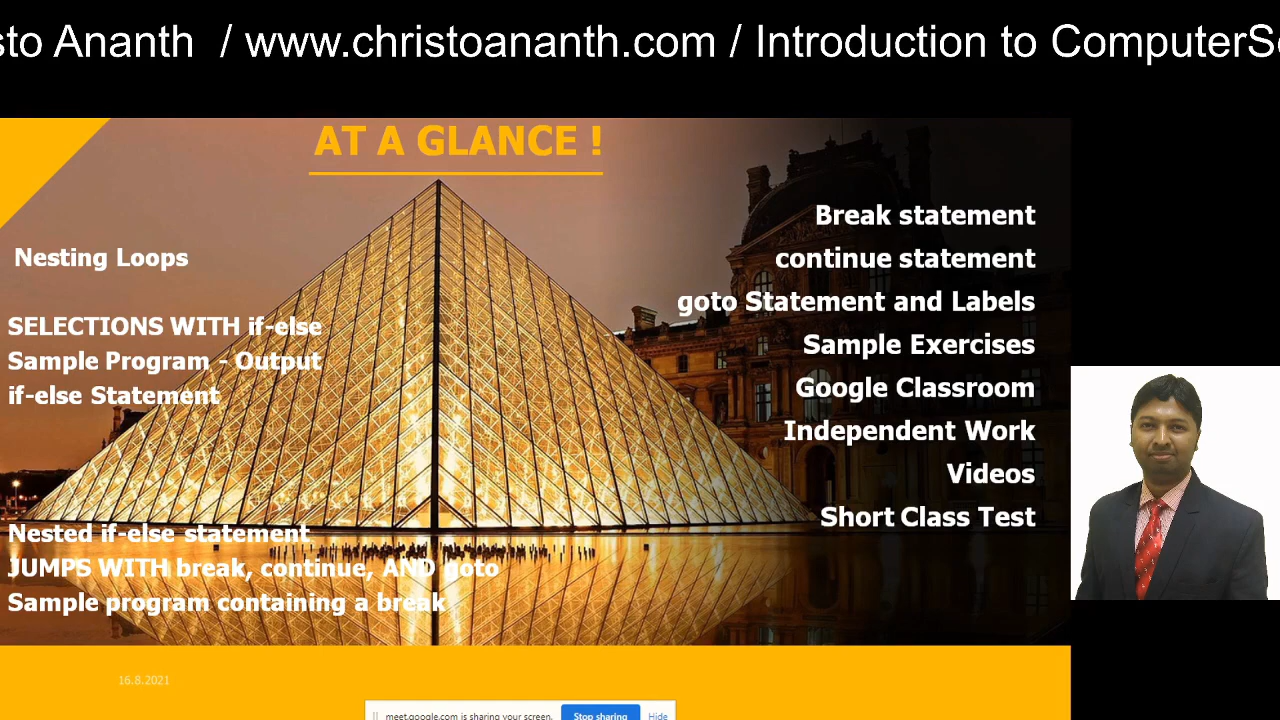 sto Ananth / www.christoananth.com / Introduction to ComputerS
AT A GLANCE !
Nesting Loops
SELECTIONS WITH if-else
Sample Program - Output
if-else Statement
Nested if-else statement
JUMPS WITH break, continue, AND goto
Sample program containing a break
Break statement
continue statement
goto Statement and Labels
Sample Exercises
Google Classroom
Independent Work
Videos
Short Class Test
16.8.2021
meet.google.com is sharing your screen. Stop sharing Hide